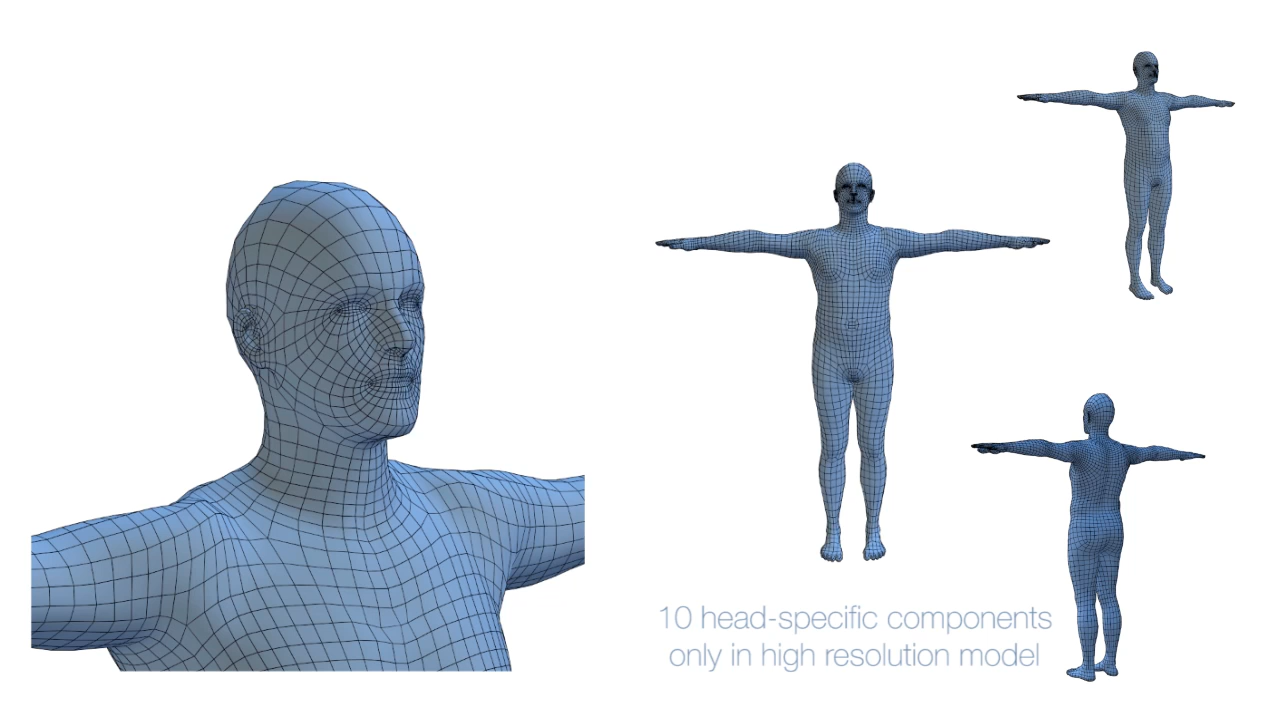 10 head-specific components
only in high resolution model